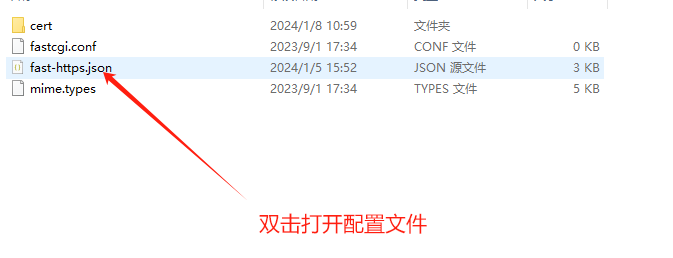 cert 2024/1/8 10:59 文件夹
fastcgi.conf 2023/9/1 17:34 CONF 文件 0 KB
fast-https.json 2024/1/5 15:52 JSON 源文件 3 KB
mime.types 2023/9/1 17:34 TYPES 文件 5 KB
双击打开配置文件